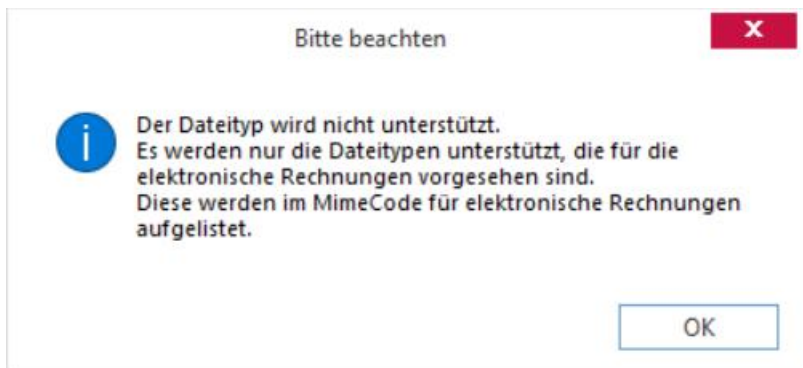 Bitte beachten
x
i
Der Dateityp wird nicht unterstützt.
Es werden nur die Dateitypen unterstützt, die für die
elektronische Rechnungen vorgesehen sind.
Diese werden im MimeCode für elektronische Rechnungen
aufgelistet.
OK